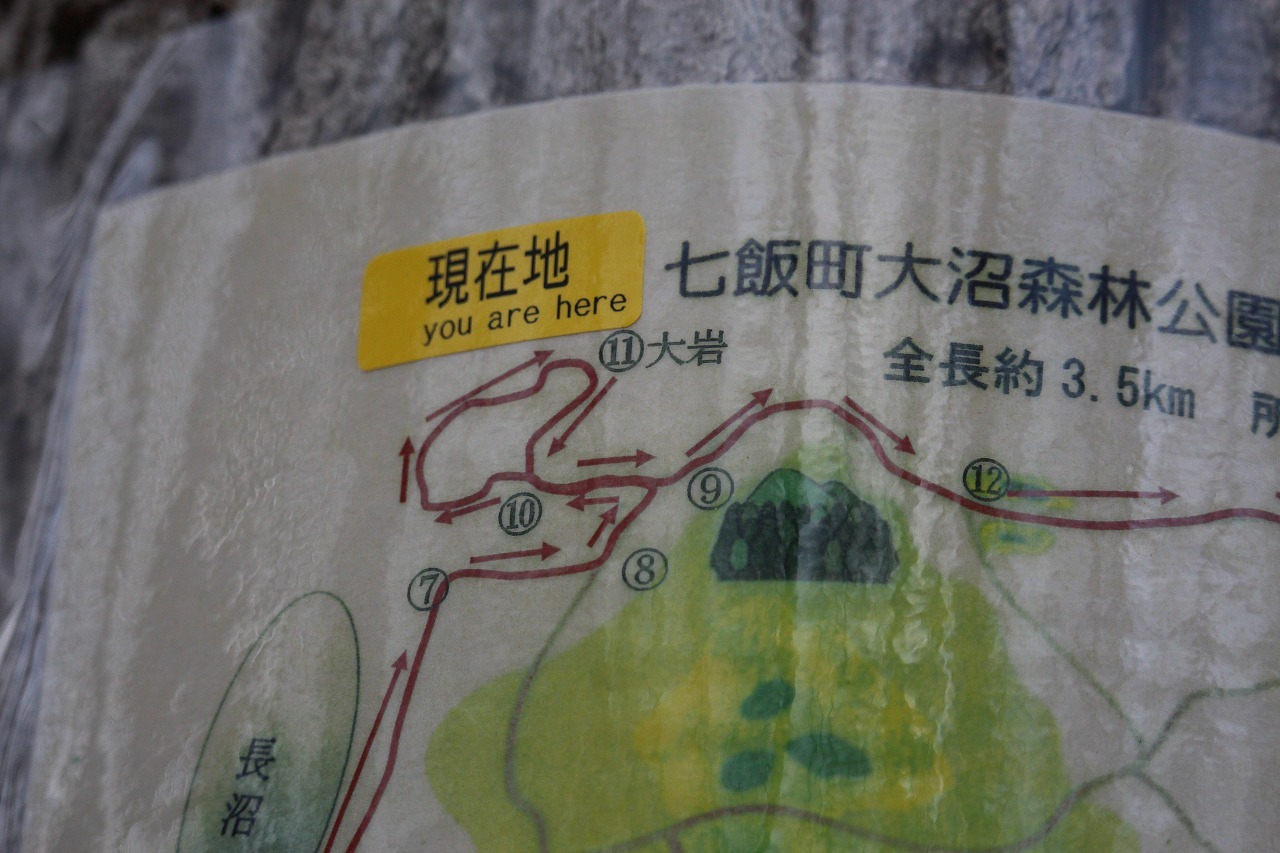 現在地
you are here
七飯町大沼森林公園
全長約 3.5km 所
⑪大岩
⑨
⑫
⑩
⑧
⑦
長沼